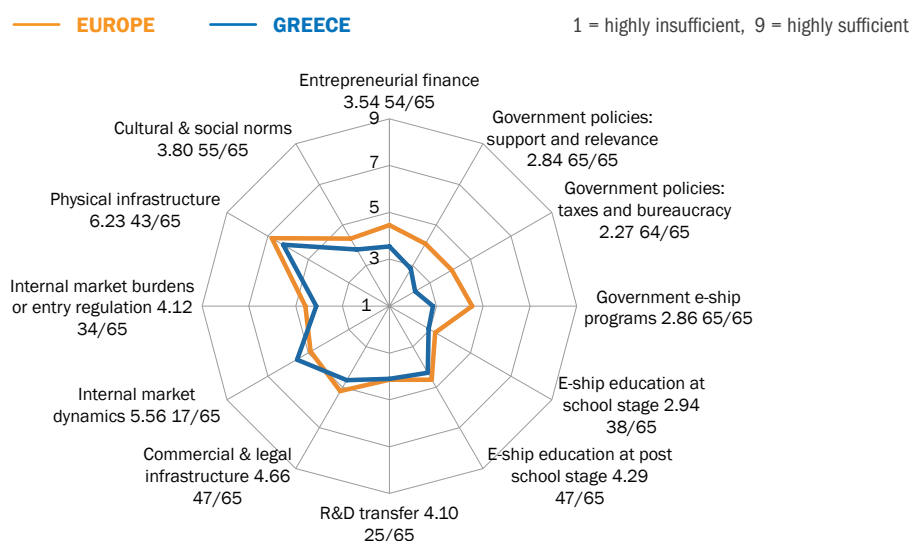 EUROPE
GREECE
1 = highly insufficient, 9 = highly sufficient
Entrepreneurial finance
3.54 54/65
Government policies:
support and relevance
2.84 65/65
Government policies:
taxes and bureaucracy
2.27 64/65
Government e-ship
programs 2.86 65/65
E-ship education at
school stage 2.94
38/65
E-ship education at post
school stage 4.29
47/65
R&D transfer 4.10
25/65
Commercial & legal
infrastructure 4.66
47/65
Internal market
dynamics 5.56 17/65
Internal market burdens
or entry regulation 4.12
34/65
Physical infrastructure
6.23 43/65
Cultural & social norms
3.80 55/65
9
7
5
3
1